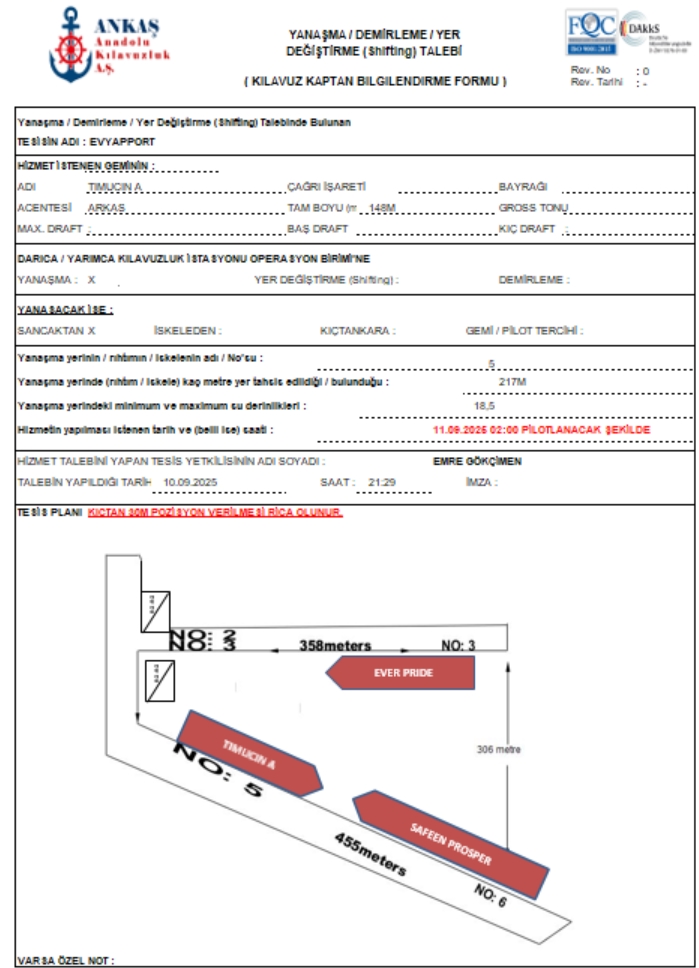 ANKAŞ
Anadolu
Kılavuzluk
A.Ş.
YANAŞMA / DEMİRLEME / YER
DEĞİŞTİRME (Shifting) TALEBİ
( KILAVUZ KAPTAN BILGILENDIRME FORMU )
FQC
ISO 9001:2015
DAkkS
Rev. No : 0
Rev. Tarihi : -
Yanaşma / Demirleme / Yer Değiştirme (Shifting) Talebinde Bulunan
TESİSİN ADI : EVYAPPORT
HİZMET İSTENEN GEMİNİN :
ADI TIMUCIN A ÇAĞRI İŞARETİ BAYRAĞI
ACENTESİ ARKAS TAM BOYU (m 148M GROSS TONU
MAX. DRAFT : BAŞ DRAFT KIÇ DRAFT :
DARICA / YARIMCA KILAVUZLUK İSTASYONU OPERASYON BİRİMİ'NE
YANAŞMA : X YER DEĞİŞTİRME (Shifting) : DEMİRLEME :
YANAŞACAK İSE :
SANCAKTAN X İSKELEDEN : KIÇTANKARA : GEMİ / PİLOT TERCİHİ :
Yanaşma yerinin / rıhtımın / iskelenin adı / No'su : 5
Yanaşma yerinde (rıhtım / iskele) kaç metre yer tahsis edildiği / bulunduğu : 217M
Yanaşma yerindeki minimum ve maximum su derinlikleri : 18,5
Hizmetin yapılması istenen tarih ve (belli ise) saati : 11.09.2025 02:00 PİLOTLANACAK ŞEKİLDE
HİZMET TALEBİNİ YAPAN TESİS YETKİLİSİNİN ADI SOYADI : EMRE GÖKÇİMEN
TALEBİN YAPILDIĞI TARİH 10.09.2025 SAAT : 21:29 İMZA :
TESİS PLANI KIÇTAN 30M POZİSYON VERİLMESİ RİCA OLUNUR.
NO: 2
NO: 3
358meters
NO: 3
EVER PRIDE
306 metre
TIMUCIN A
NO: 5
SAFEEN PROSPER
455meters
NO: 6
VARSA ÖZEL NOT :